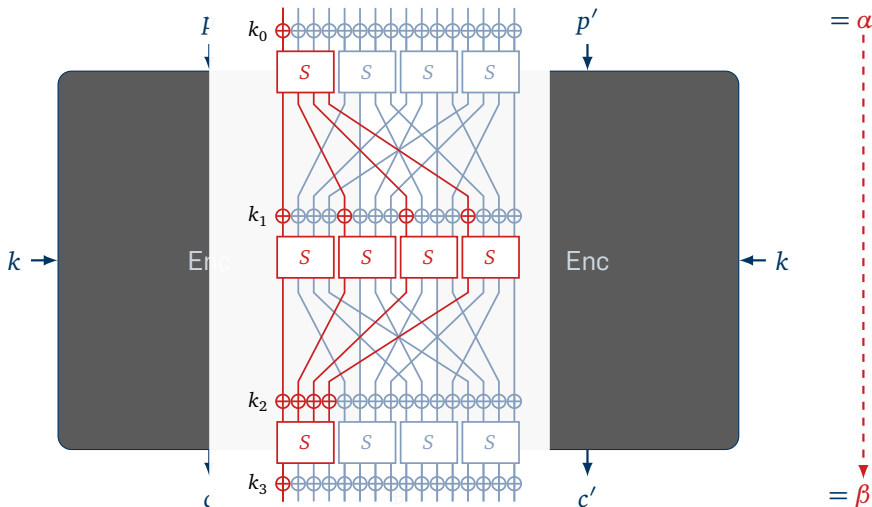 p′ = α
k₀
S S S S
k₁
k Enc S S S S Enc k
k₂
S S S S
k₃
c′ = β